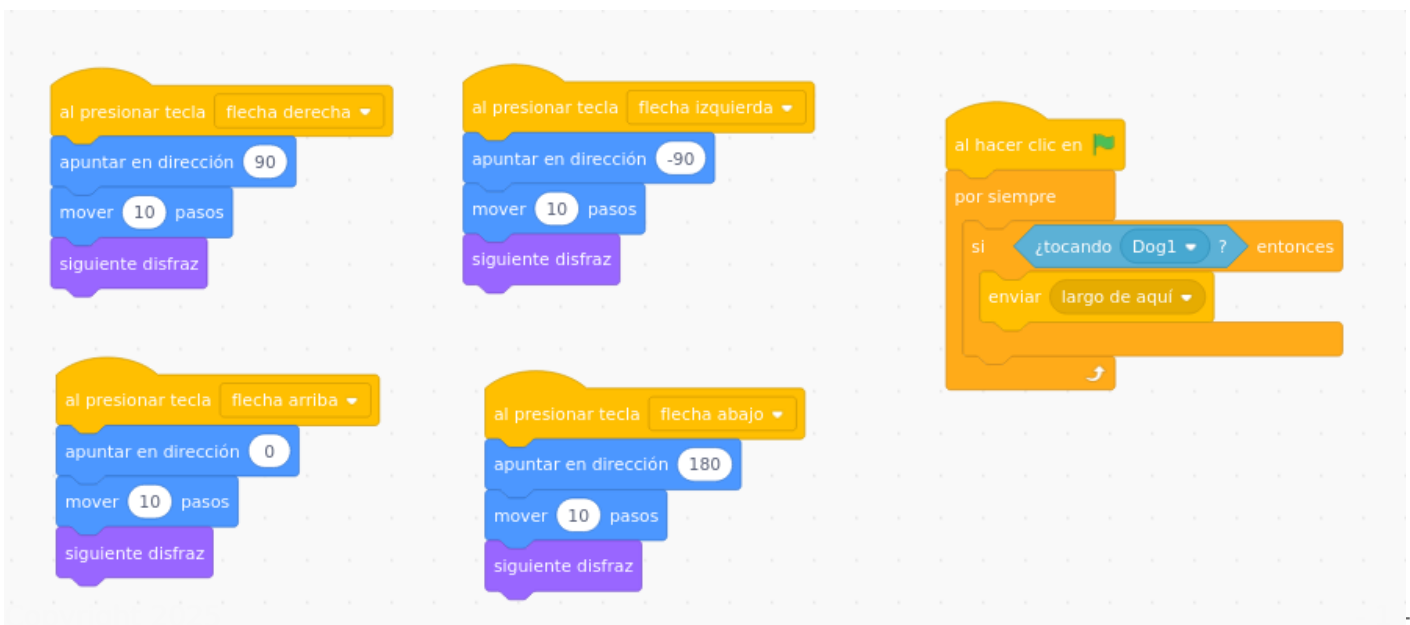 al presionar tecla flecha derecha
apuntar en dirección 90
mover 10 pasos
siguiente disfraz
al presionar tecla flecha izquierda
apuntar en dirección -90
mover 10 pasos
siguiente disfraz
al hacer clic en
por siempre
si ¿tocando Dog1 ? entonces
enviar largo de aquí
al presionar tecla flecha arriba
apuntar en dirección 0
mover 10 pasos
siguiente disfraz
al presionar tecla flecha abajo
apuntar en dirección 180
mover 10 pasos
siguiente disfraz